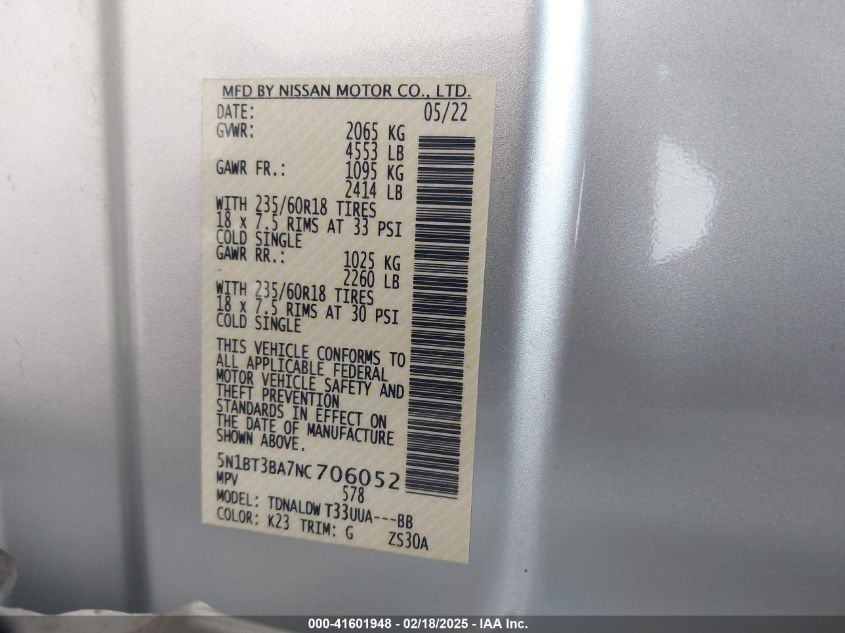 MFD BY NISSAN MOTOR CO., LTD.
DATE: 05/22
GVWR: 2065 KG
4553 LB
GAWR FR.: 1095 KG
2414 LB
WITH 235/60R18 TIRES
18 x 7.5 RIMS AT 33 PSI
COLD SINGLE
GAWR RR.: 1025 KG
2260 LB
WITH 235/60R18 TIRES
18 x 7.5 RIMS AT 30 PSI
COLD SINGLE
THIS VEHICLE CONFORMS TO
ALL APPLICABLE FEDERAL
MOTOR VEHICLE SAFETY AND
THEFT PREVENTION
STANDARDS IN EFFECT ON
THE DATE OF MANUFACTURE
SHOWN ABOVE.
5N1BT3BA7NC706052
MPV 578
MODEL: TDNALDW T33UUA---BB
COLOR: K23 TRIM: G ZS30A
000-41601948 - 02/18/2025 - IAA Inc.